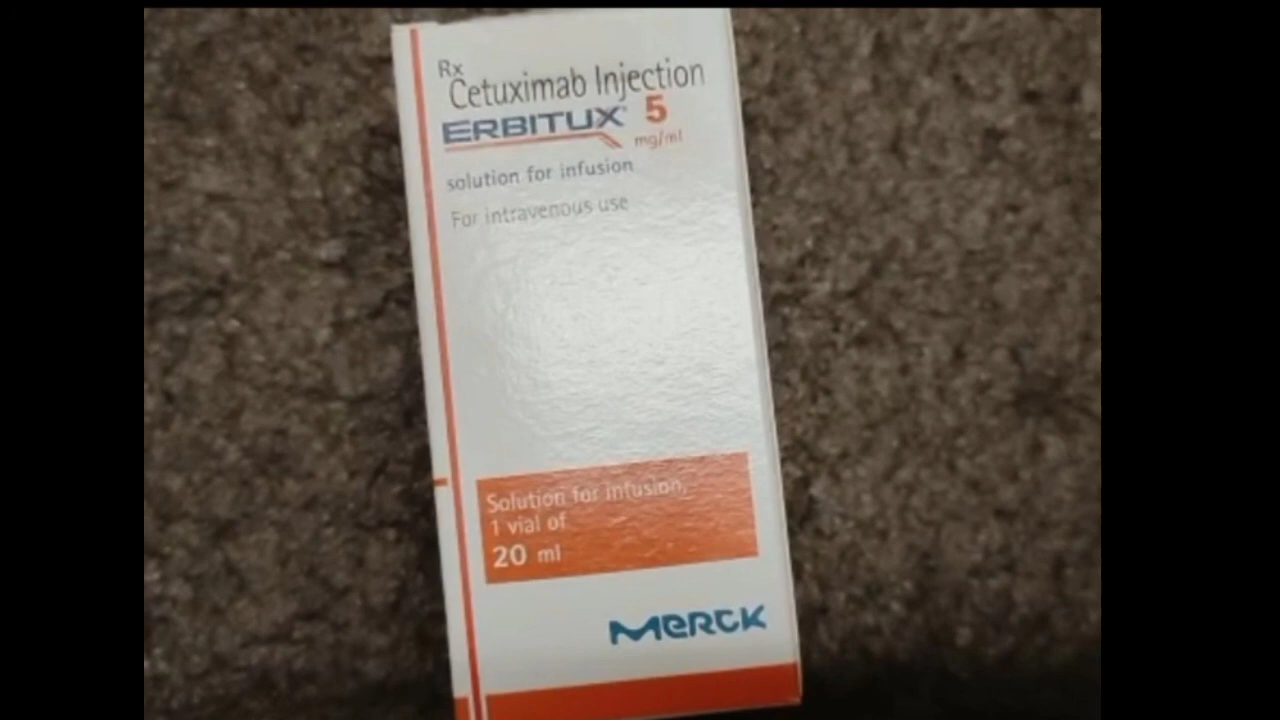 Rx
Cetuximab Injection
ERBITUX® 5
mg/ml
solution for infusion
For intravenous use
Solution for infusion,
1 vial of
20 ml
MERCK